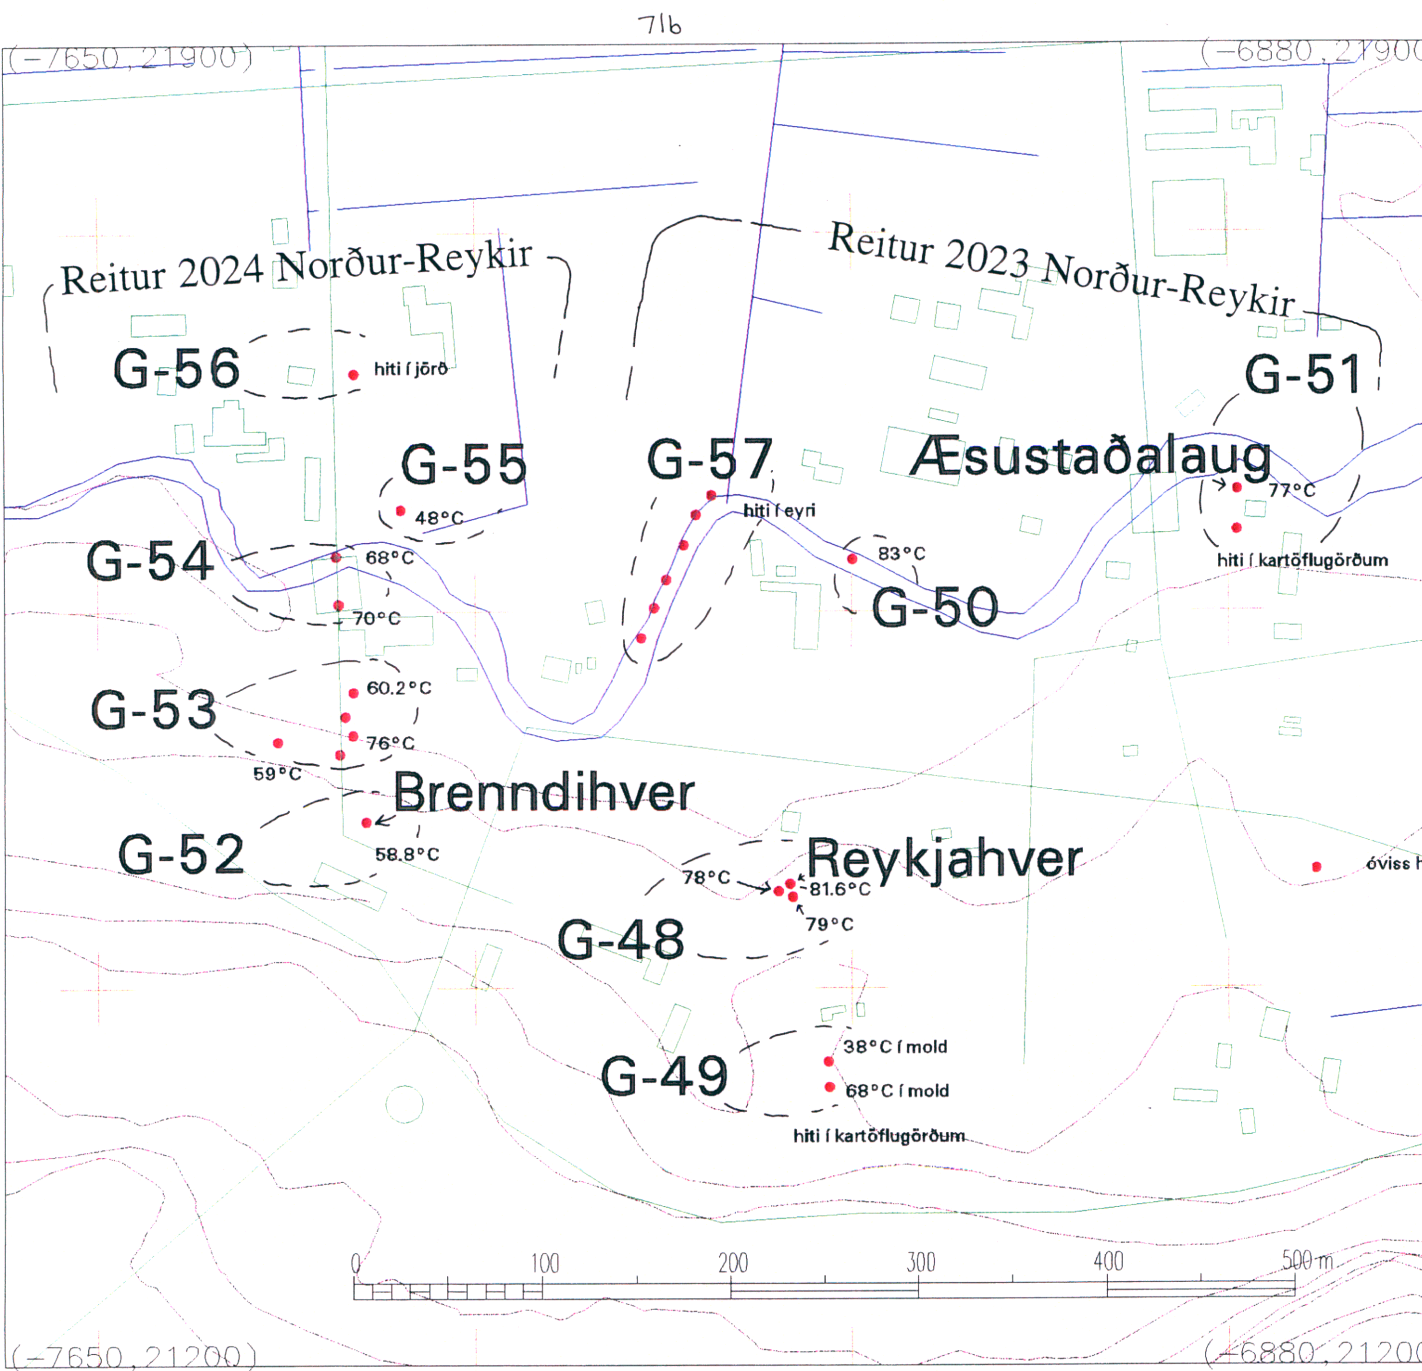 71b
(-7650,21900)
(-6880,21900
Reitur 2024 Norður-Reykir
Reitur 2023 Norður-Reykir
G-56
hiti í jörð
G-51
G-55
48°C
G-57
hiti í eyri
Æsustaðalaug
77°C
hiti í kartöflugörðum
G-54
68°C
70°C
83°C
G-50
G-53
60.2°C
76°C
59°C
Brenndihver
G-52
58.8°C
Reykjahver
78°C
81.6°C
79°C
G-48
óviss h
G-49
38°C í mold
68°C í mold
hiti í kartöflugörðum
0 100 200 300 400 500 m
(-7650,21200)
(-6880,21200